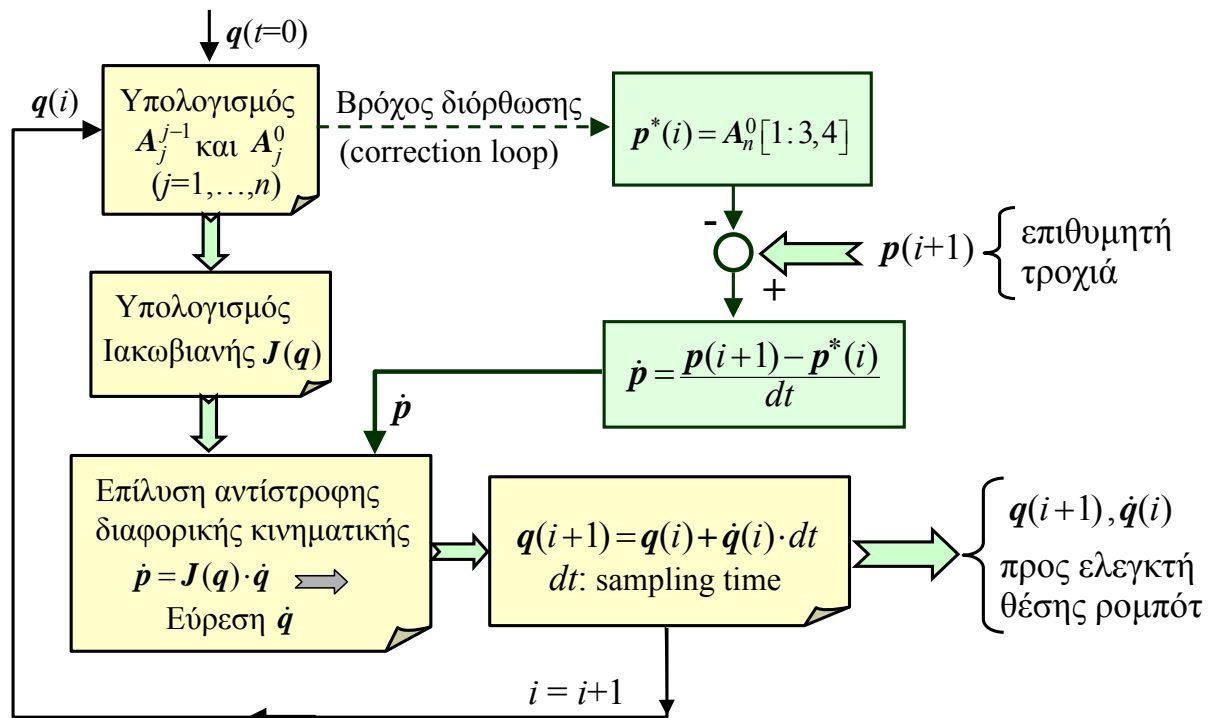 q(t=0)
q(i)
Υπολογισμός
A_j^{j−1} και A_j^0
(j=1,…,n)
Βρόχος διόρθωσης
(correction loop)
p*(i) = A_n^0[1:3,4]
-
+
p(i+1)
επιθυμητή
τροχιά
Υπολογισμός
Ιακωβιανής J(q)
ṗ = (p(i+1) − p*(i)) / dt
ṗ
Επίλυση αντίστροφης
διαφορικής κινηματικής
ṗ = J(q)·q̇
Εύρεση q̇
q(i+1) = q(i) + q̇(i)·dt
dt: sampling time
q(i+1), q̇(i)
προς ελεγκτή
θέσης ρομπότ
i = i+1